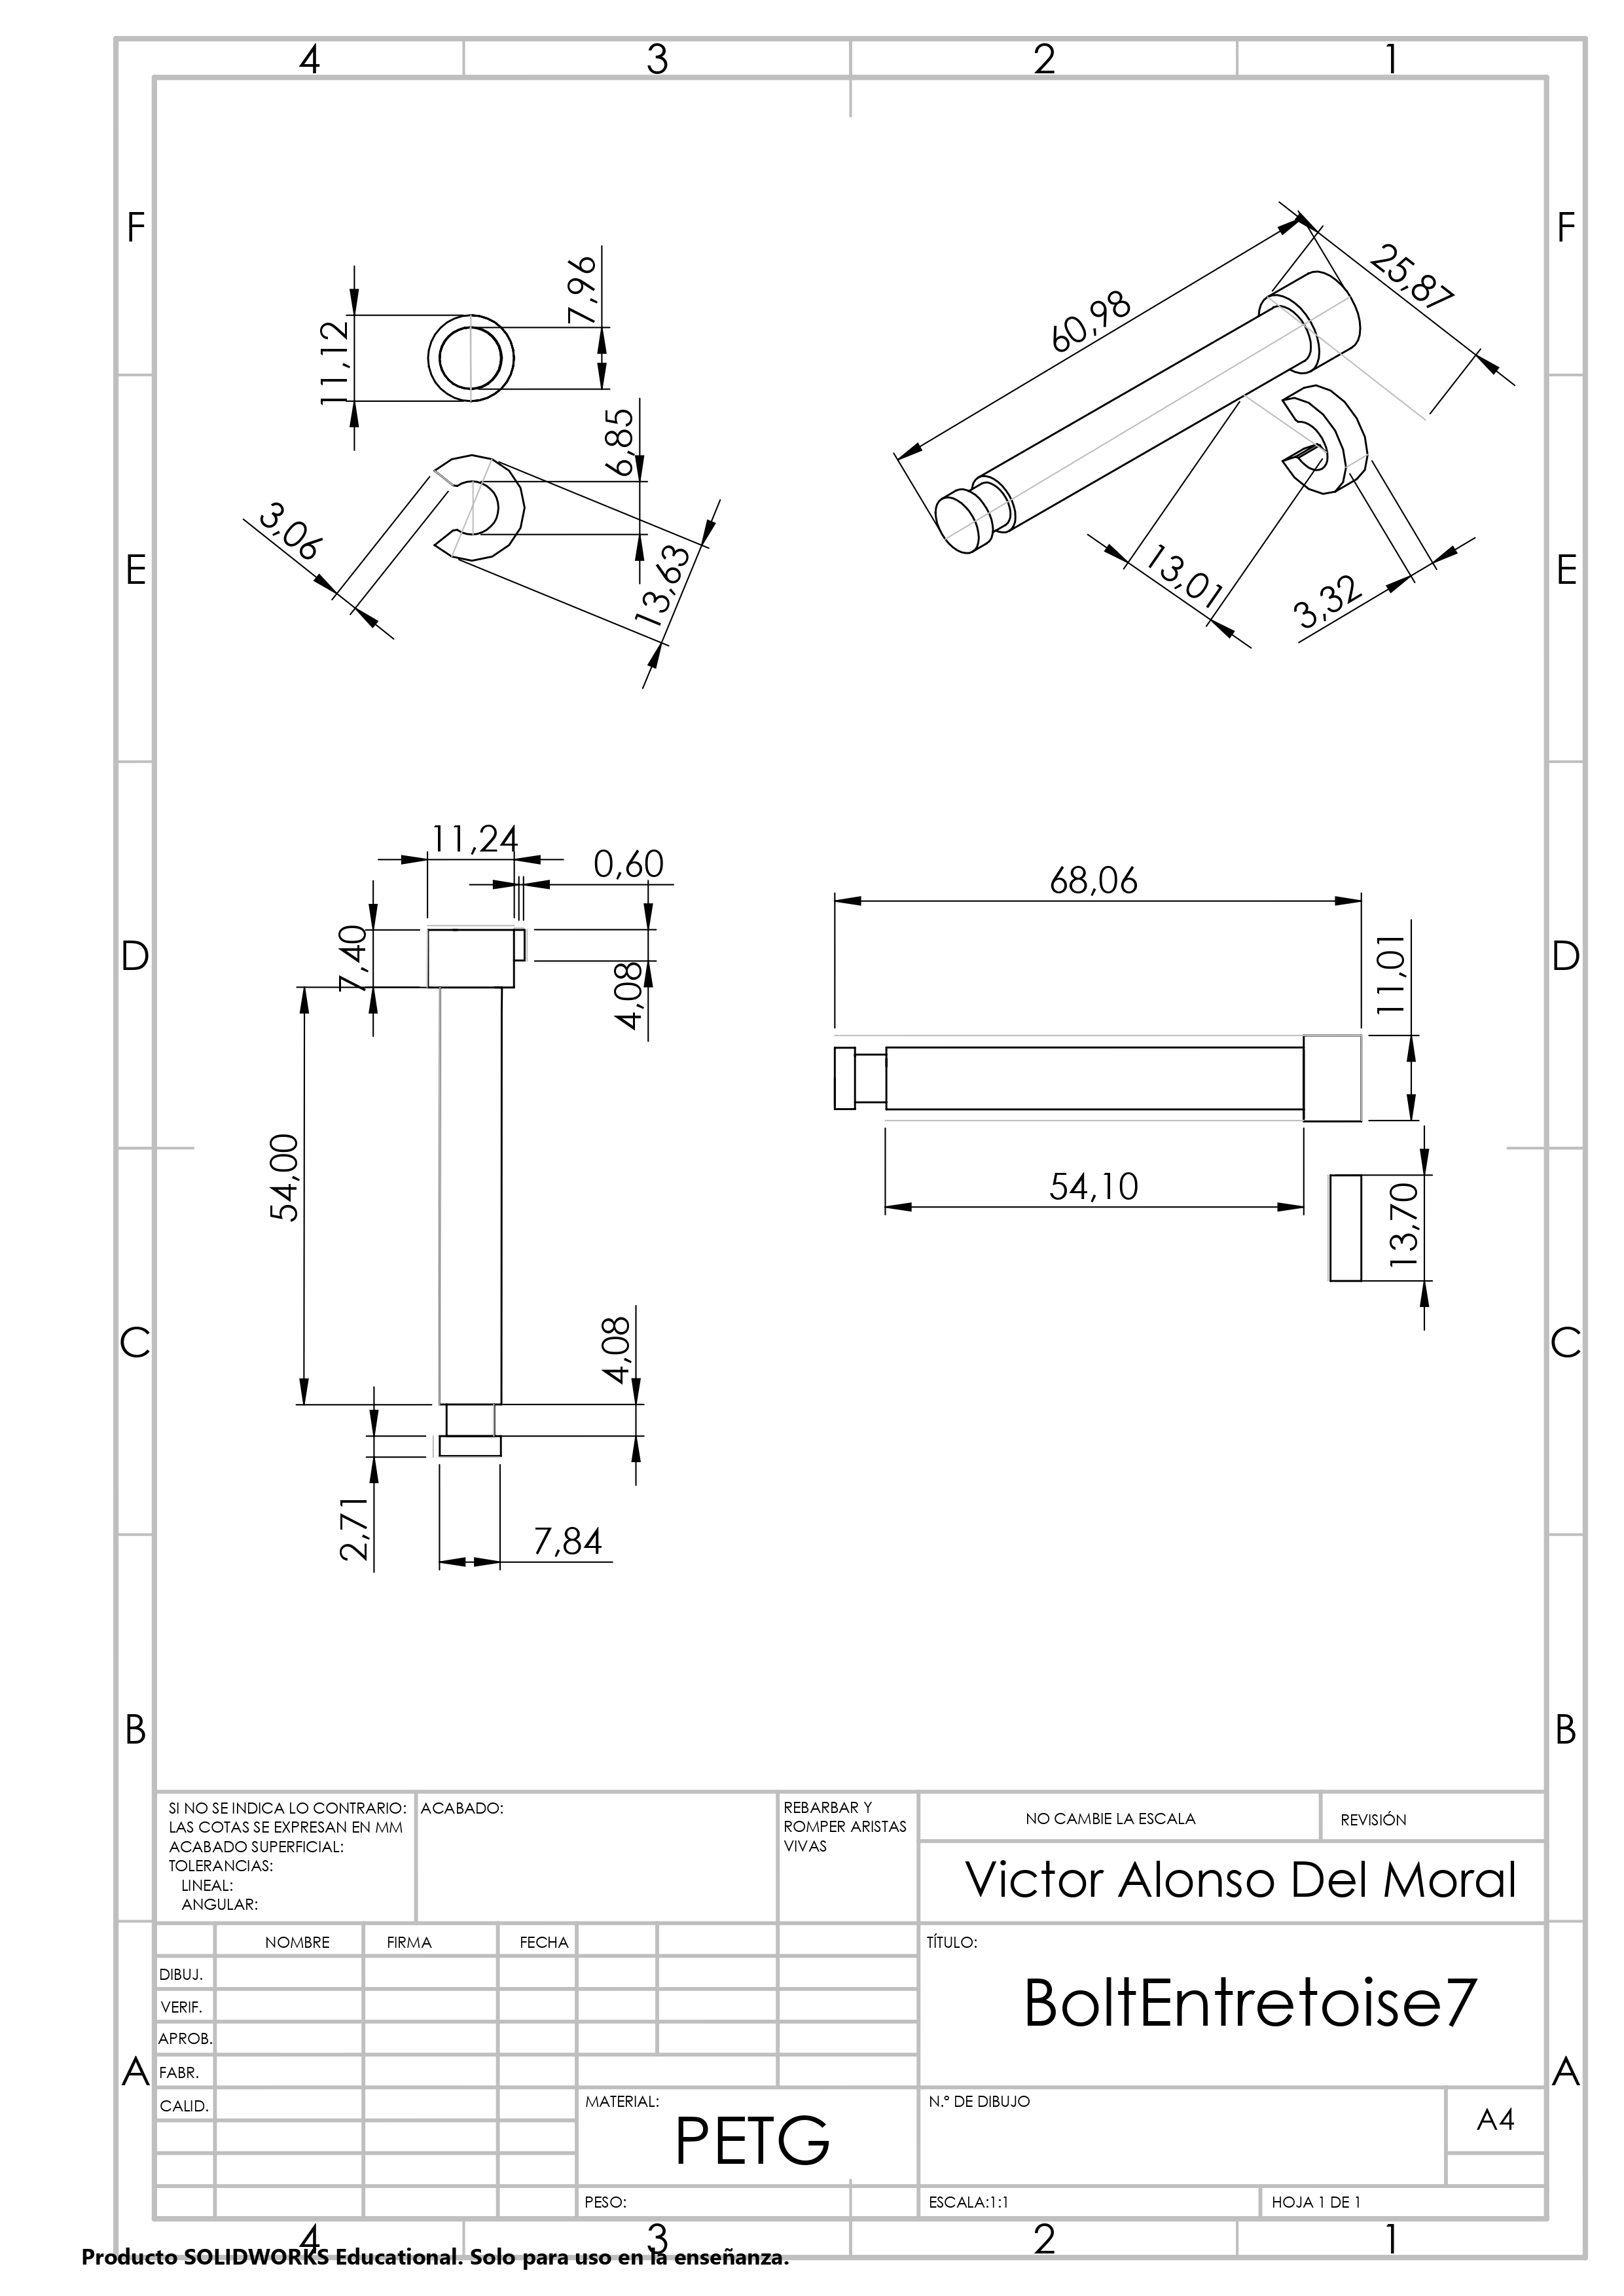 4 3 2 1
F F
E E
D D
C C
B B
A A
11,12
7,96
6,85
3,06
13,63
60,98
25,87
13,01
3,32
11,24
0,60
7,40
4,08
54,00
4,08
2,71
7,84
68,06
11,01
54,10
13,70
SI NO SE INDICA LO CONTRARIO:
LAS COTAS SE EXPRESAN EN MM
ACABADO SUPERFICIAL:
TOLERANCIAS:
LINEAL:
ANGULAR:
ACABADO:
REBARBAR Y
ROMPER ARISTAS
VIVAS
NO CAMBIE LA ESCALA
REVISIÓN
Victor Alonso Del Moral
NOMBRE FIRMA FECHA
DIBUJ.
VERIF.
APROB.
FABR.
CALID.
TÍTULO:
BoltEntretoise7
MATERIAL:
PETG
N.º DE DIBUJO
A4
PESO:
ESCALA:1:1
HOJA 1 DE 1
4 3 2 1
Producto SOLIDWORKS Educational. Solo para uso en la enseñanza.